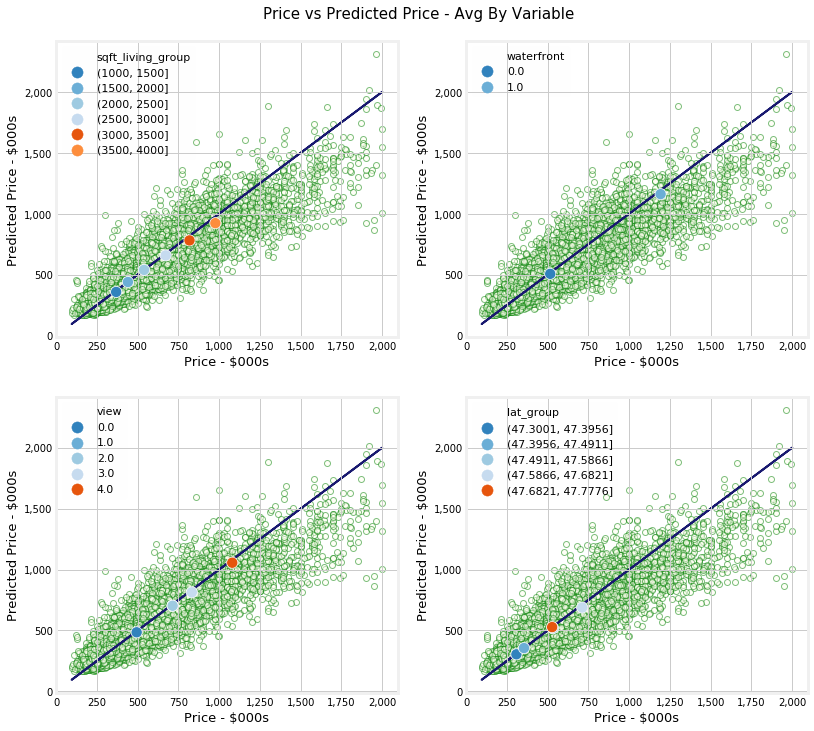 Price vs Predicted Price - Avg By Variable
sqft_living_group
(1000, 1500]
(1500, 2000]
(2000, 2500]
(2500, 3000]
(3000, 3500]
(3500, 4000]
2,000
1,500
1,000
500
0
Predicted Price - $000s
0 250 500 750 1,000 1,250 1,500 1,750 2,000
Price - $000s
waterfront
0.0
1.0
2,000
1,500
1,000
500
0
Predicted Price - $000s
0 250 500 750 1,000 1,250 1,500 1,750 2,000
Price - $000s
view
0.0
1.0
2.0
3.0
4.0
2,000
1,500
1,000
500
0
Predicted Price - $000s
0 250 500 750 1,000 1,250 1,500 1,750 2,000
Price - $000s
lat_group
(47.3001, 47.3956]
(47.3956, 47.4911]
(47.4911, 47.5866]
(47.5866, 47.6821]
(47.6821, 47.7776]
2,000
1,500
1,000
500
0
Predicted Price - $000s
0 250 500 750 1,000 1,250 1,500 1,750 2,000
Price - $000s